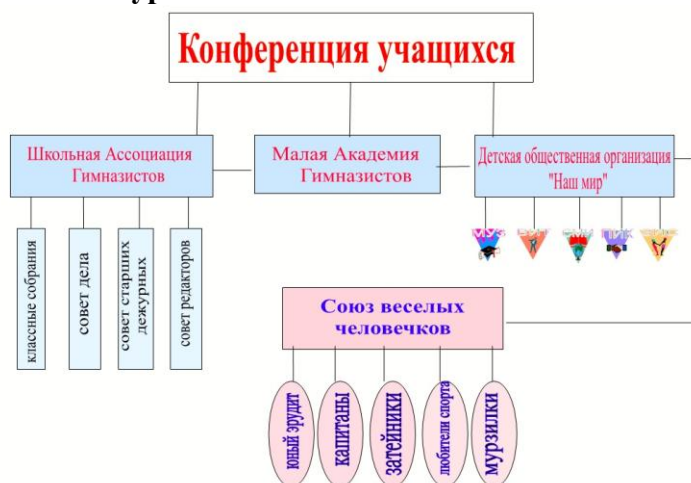 Конференция учащихся
Школьная Ассоциация
Гимназистов
Малая Академия
Гимназистов
Детская общественная организация
"Наш мир"
классные собрания
совет дела
совет старших
дежурных
совет редакторов
Союз веселых
человечков
юный эрудит
капитаны
затейники
любители спорта
мурзилки